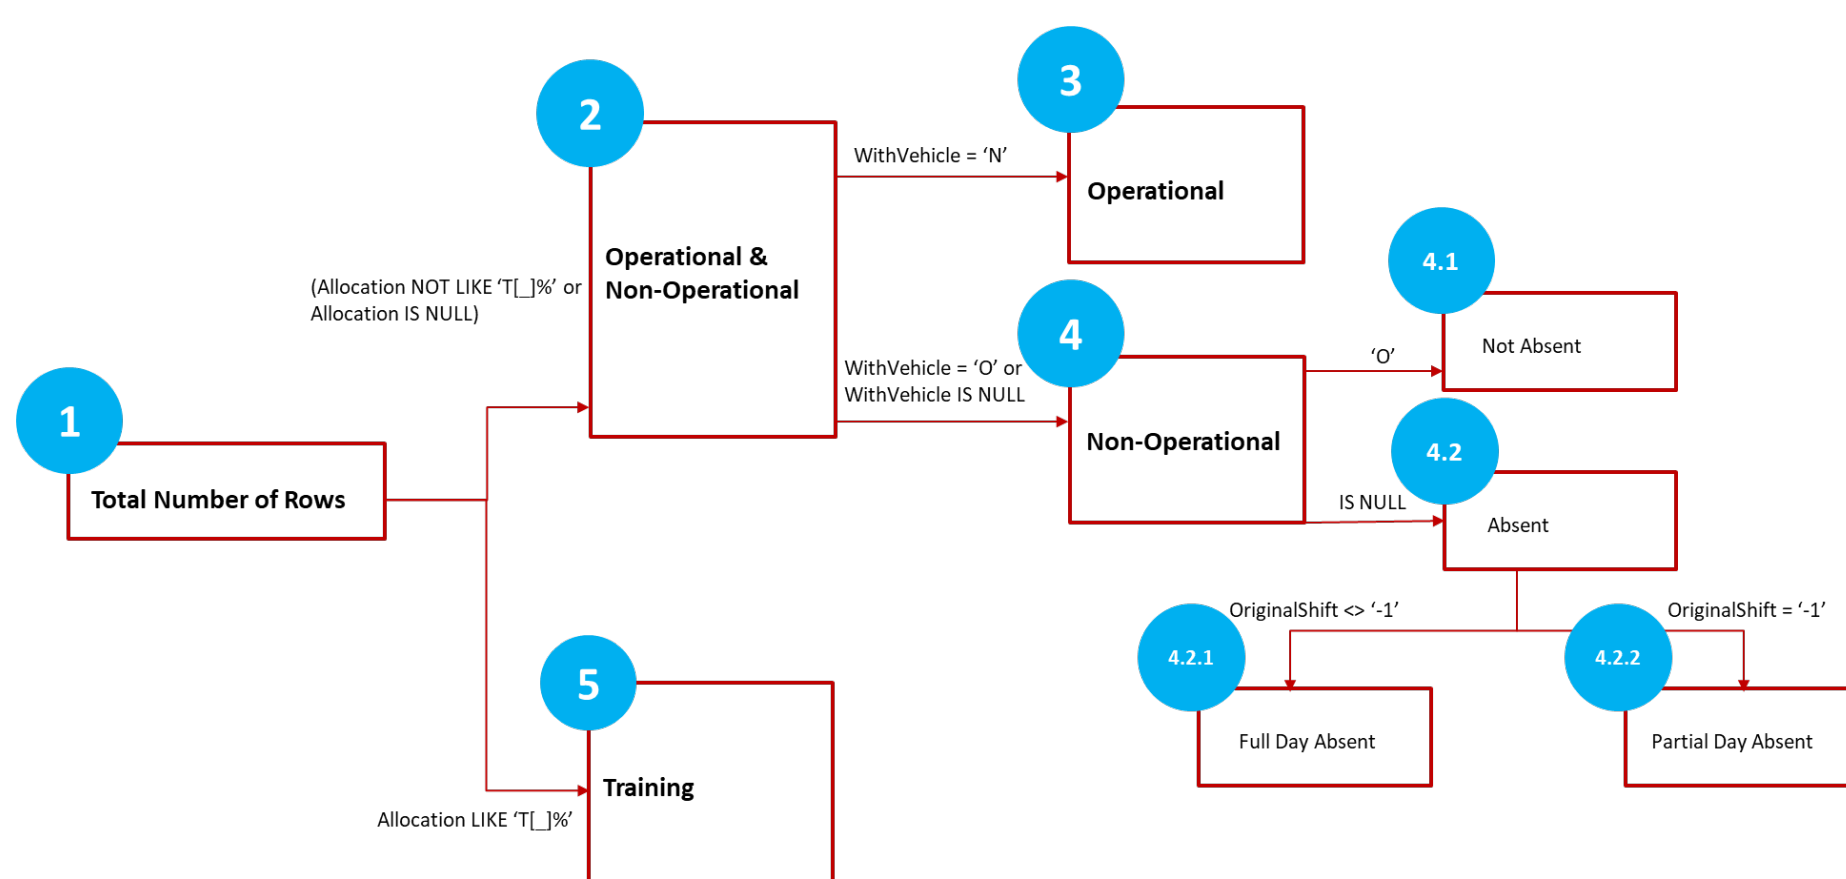 1
Total Number of Rows
(Allocation NOT LIKE ‘T[_]%’ or
Allocation IS NULL)
2
Operational &
Non-Operational
WithVehicle = ‘N’
3
Operational
WithVehicle = ‘O’ or
WithVehicle IS NULL
4
Non-Operational
‘O’
4.1
Not Absent
IS NULL
4.2
Absent
OriginalShift <> ‘-1’
4.2.1
Full Day Absent
OriginalShift = ‘-1’
4.2.2
Partial Day Absent
Allocation LIKE ‘T[_]%’
5
Training